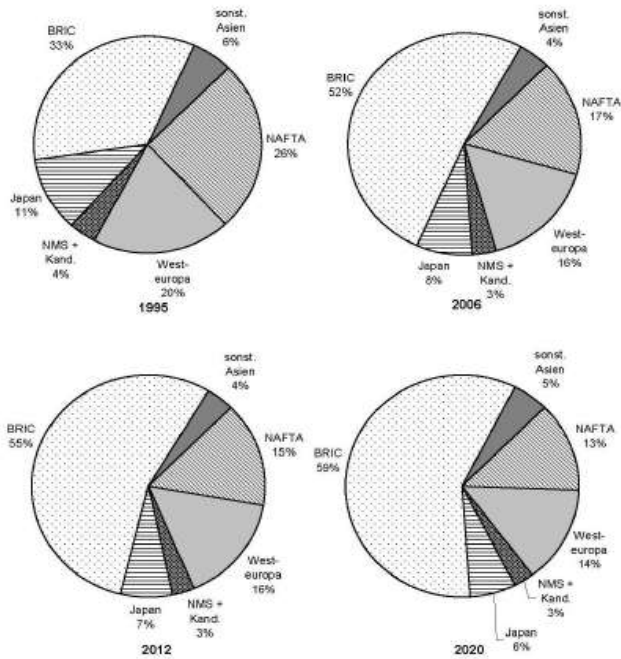 sonst.
Asien
6%
BRIC
33%
NAFTA
26%
Japan
11%
NMS +
Kand.
4%
West-
europa
20%
1995
sonst.
Asien
4%
BRIC
52%
NAFTA
17%
West-
europa
16%
Japan
8%
NMS +
Kand.
3%
2006
sonst.
Asien
4%
BRIC
55%
NAFTA
15%
West-
europa
16%
Japan
7%
NMS +
Kand.
3%
2012
sonst.
Asien
5%
BRIC
59%
NAFTA
13%
West-
europa
14%
NMS +
Kand.
3%
Japan
6%
2020